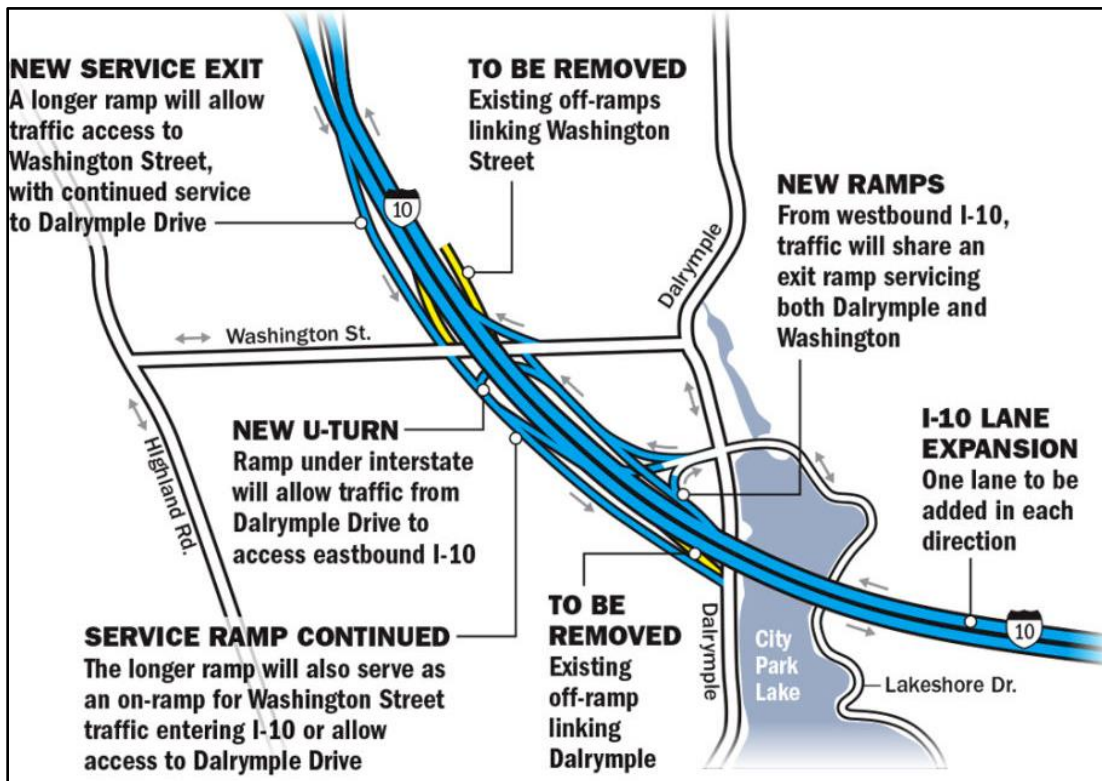 NEW SERVICE EXIT
A longer ramp will allow
traffic access to
Washington Street,
with continued service
to Dalrymple Drive
TO BE REMOVED
Existing off-ramps
linking Washington
Street
NEW RAMPS
From westbound I-10,
traffic will share an
exit ramp servicing
both Dalrymple and
Washington
10
Dalrymple
Washington St.
NEW U-TURN
Ramp under interstate
will allow traffic from
Dalrymple Drive to
access eastbound I-10
I-10 LANE
EXPANSION
One lane to be
added in each
direction
HIghland Rd.
SERVICE RAMP CONTINUED
The longer ramp will also serve as
an on-ramp for Washington Street
traffic entering I-10 or allow
access to Dalrymple Drive
TO BE
REMOVED
Existing
off-ramp
linking
Dalrymple
Dalrymple
City
Park
Lake
10
Lakeshore Dr.